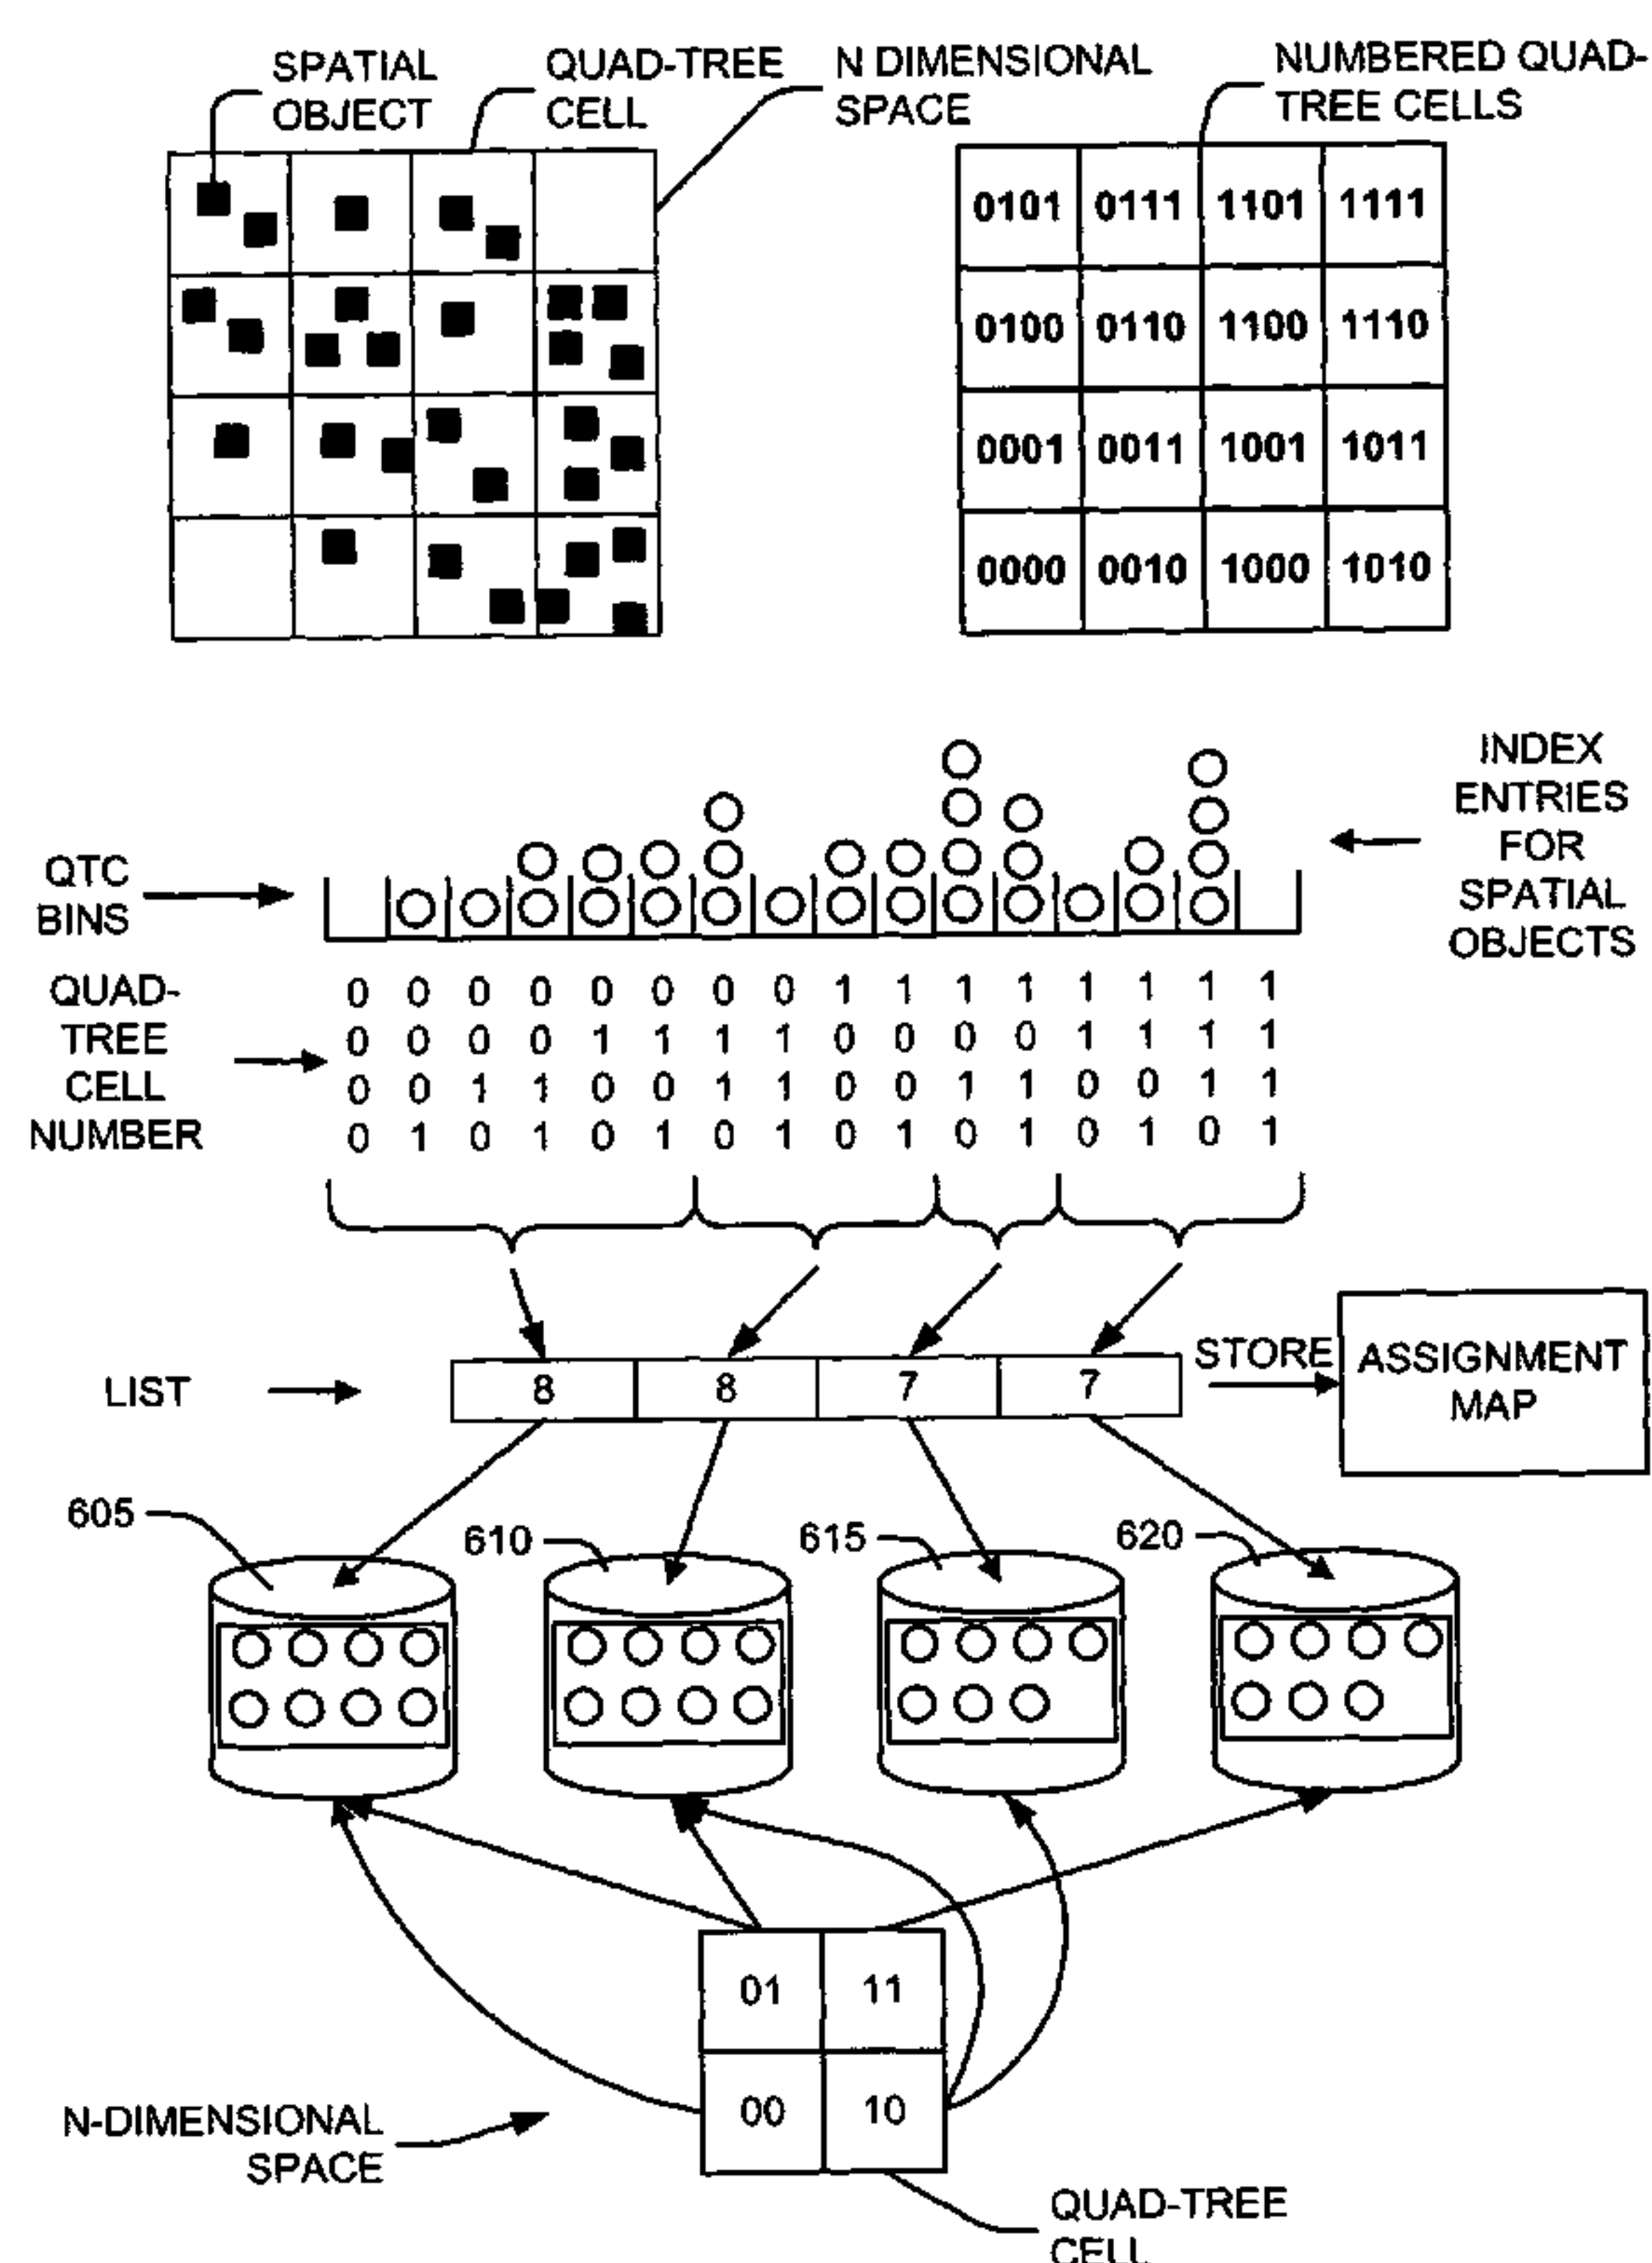 SPATIAL
OBJECT
QUAD-TREE
CELL
N DIMENSIONAL
SPACE
NUMBERED QUAD-
TREE CELLS
0101 0111 1101 1111
0100 0110 1100 1110
0001 0011 1001 1011
0000 0010 1000 1010
INDEX
ENTRIES
FOR
SPATIAL
OBJECTS
QTC
BINS
QUAD-
TREE
CELL
NUMBER
0 0 0 0 0 0 0 0 1 1 1 1 1 1 1 1
0 0 0 0 1 1 1 1 0 0 0 0 1 1 1 1
0 0 1 1 0 0 1 1 0 0 1 1 0 0 1 1
0 1 0 1 0 1 0 1 0 1 0 1 0 1 0 1
LIST
8 8 7 7
STORE
ASSIGNMENT
MAP
605
610
615
620
01 11
00 10
N-DIMENSIONAL
SPACE
QUAD-TREE
CELL